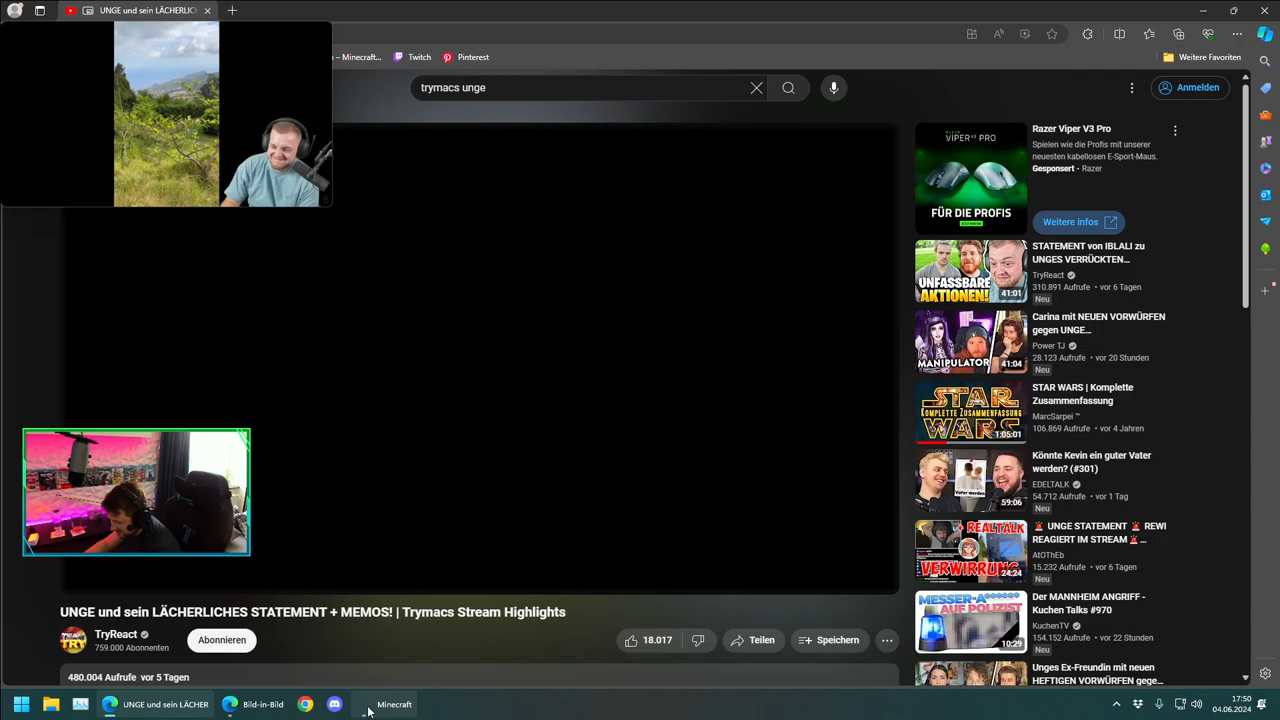 UNGE und sein LÄCHERLIC
– Minecraft...
Twitch
Pinterest
Weitere Favoriten
trymacs unge
Anmelden
VIPER V3 PRO
FÜR DIE PROFIS
Razer Viper V3 Pro
Spielen wie die Profis mit unserer
neuesten kabellosen E-Sport-Maus.
Gesponsert · Razer
Weitere infos
UNFASSBARE
AKTIONEN!
41:01
STATEMENT von IBLALI zu
UNGES VERRÜCKTEN...
TryReact
310.891 Aufrufe · vor 6 Tagen
Neu
MANIPULATOR
41:04
Carina mit NEUEN VORWÜRFEN
gegen UNGE...
Power TJ
28.123 Aufrufe · vor 20 Stunden
Neu
STAR
KOMPLETTE ZUSAMMENFASSUNG
WARS
1:05:01
STAR WARS | Komplette
Zusammenfassung
MarcSarpei ™
106.869 Aufrufe · vor 4 Jahren
Vater werden
59:06
Könnte Kevin ein guter Vater
werden? (#301)
EDELTALK
54.712 Aufrufe · vor 1 Tag
Neu
+ REALTALK
VERWIRRUNG
24:24
🚨 UNGE STATEMENT 🚨 REWI
REAGIERT IM STREAM 🚨...
AtOThEb
15.232 Aufrufe · vor 6 Tagen
Neu
MESSER-A******
AUF POLIZIST
10:29
Der MANNHEIM ANGRIFF -
Kuchen Talks #970
KuchenTV
154.152 Aufrufe · vor 22 Stunden
Neu
Unges Ex-Freundin mit neuen
HEFTIGEN VORWÜRFEN gege...
UNGE und sein LÄCHERLICHES STATEMENT + MEMOS! | Trymacs Stream Highlights
TryReact
759.000 Abonnenten
Abonnieren
18.017
Teilen
Speichern
480.004 Aufrufe vor 5 Tagen
UNGE und sein LÄCHER
Bild-in-Bild
Minecraft
17:50
04.06.2024